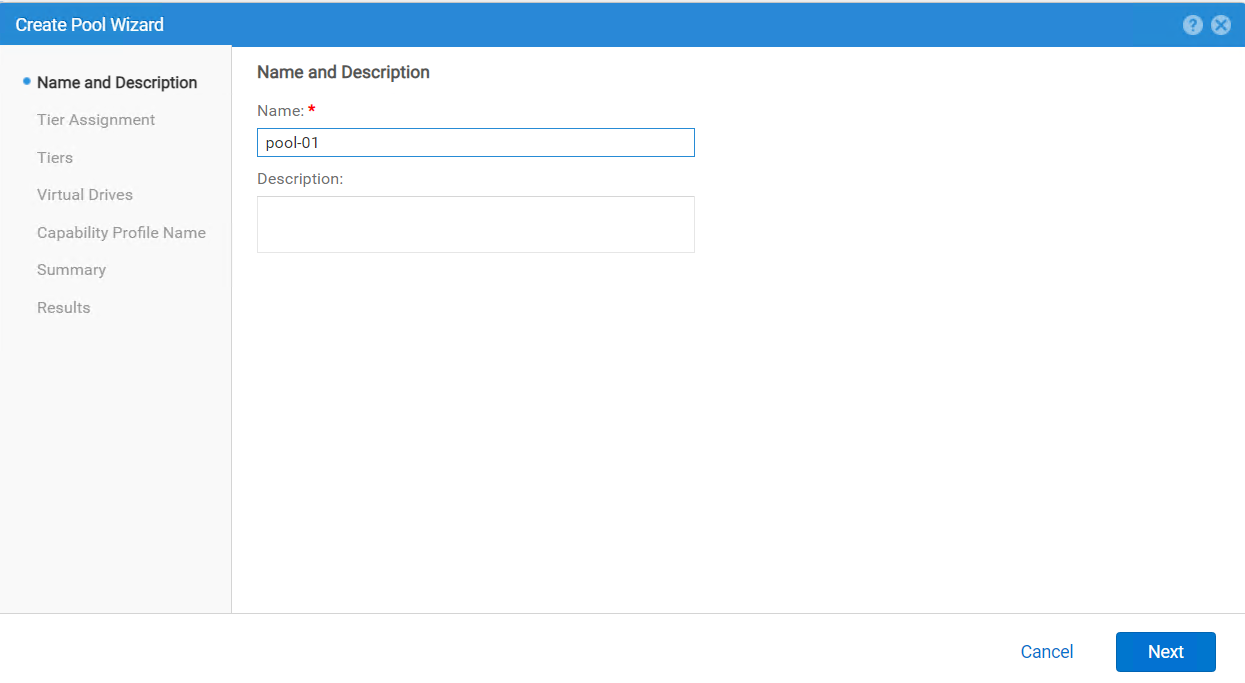 Create Pool Wizard
Name and Description
Tier Assignment
Tiers
Virtual Drives
Capability Profile Name
Summary
Results
Name and Description
Name: *
pool-01
Description:
Cancel
Next